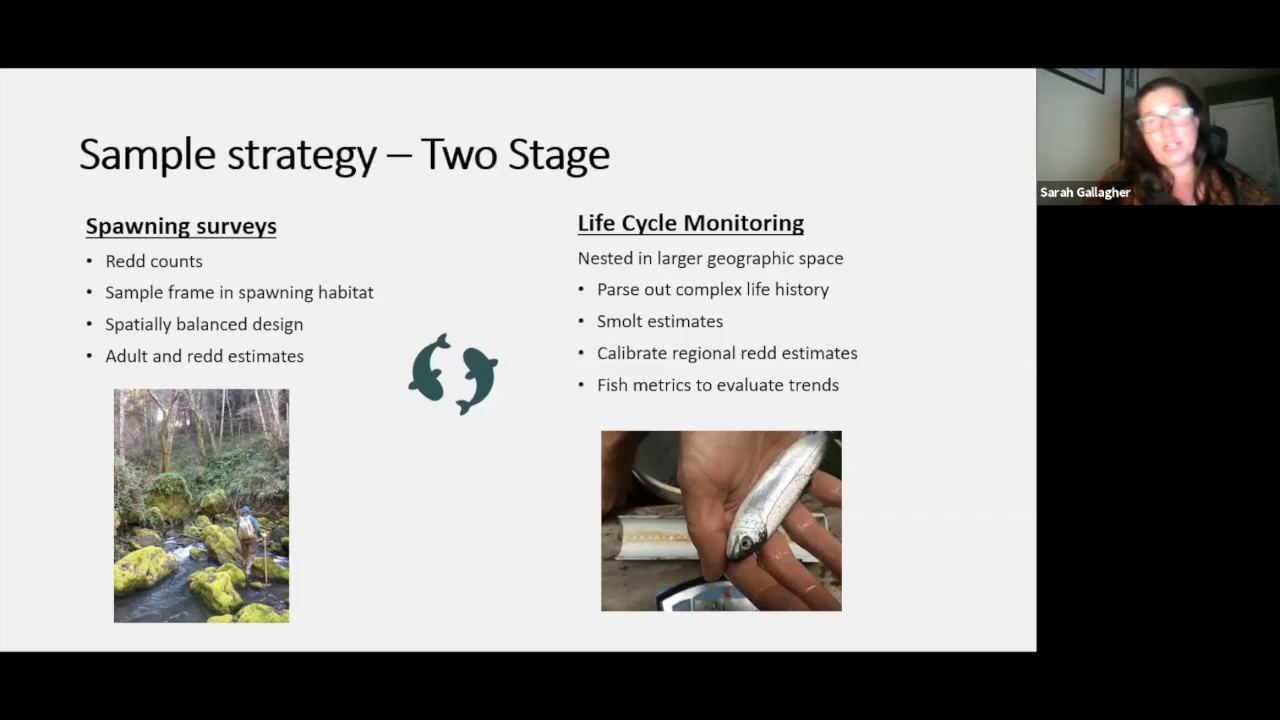 Sample strategy – Two Stage
Spawning surveys
• Redd counts
• Sample frame in spawning habitat
• Spatially balanced design
• Adult and redd estimates
Life Cycle Monitoring
Nested in larger geographic space
• Parse out complex life history
• Smolt estimates
• Calibrate regional redd estimates
• Fish metrics to evaluate trends
Sarah Gallagher